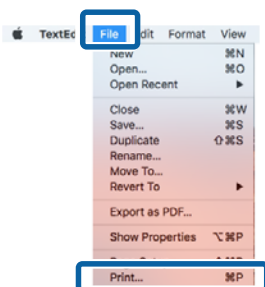 TextEd File dit Format View
New ⌘N
Open... ⌘O
Open Recent ▶
Close ⌘W
Save... ⌘S
Duplicate ⇧⌘S
Rename...
Move To...
Revert To ▶
Export as PDF...
Show Properties ⌥⌘P
Print... ⌘P